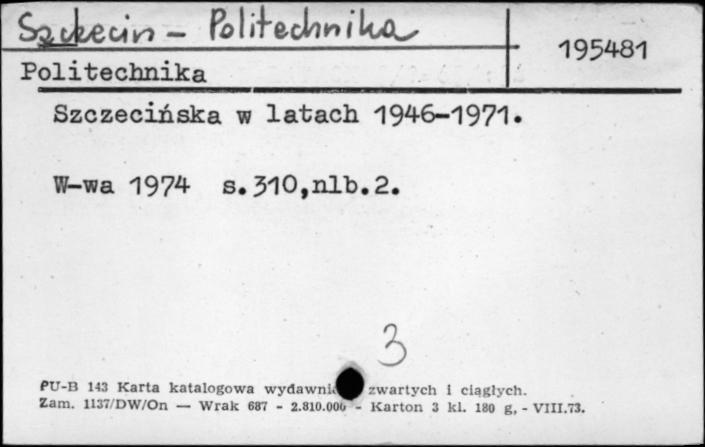 Szczecin - Politechnika
195481
Politechnika
Szczecińska w latach 1946-1971.
W-wa 1974 s.310,nlb.2.
3
PU-B 143 Karta katalogowa zwartych i ciągłych.
Zam. 1137/DW/On — Wrak 687 - 2.810.000 - Karton 3 kl. 180 g, - VIII.73.